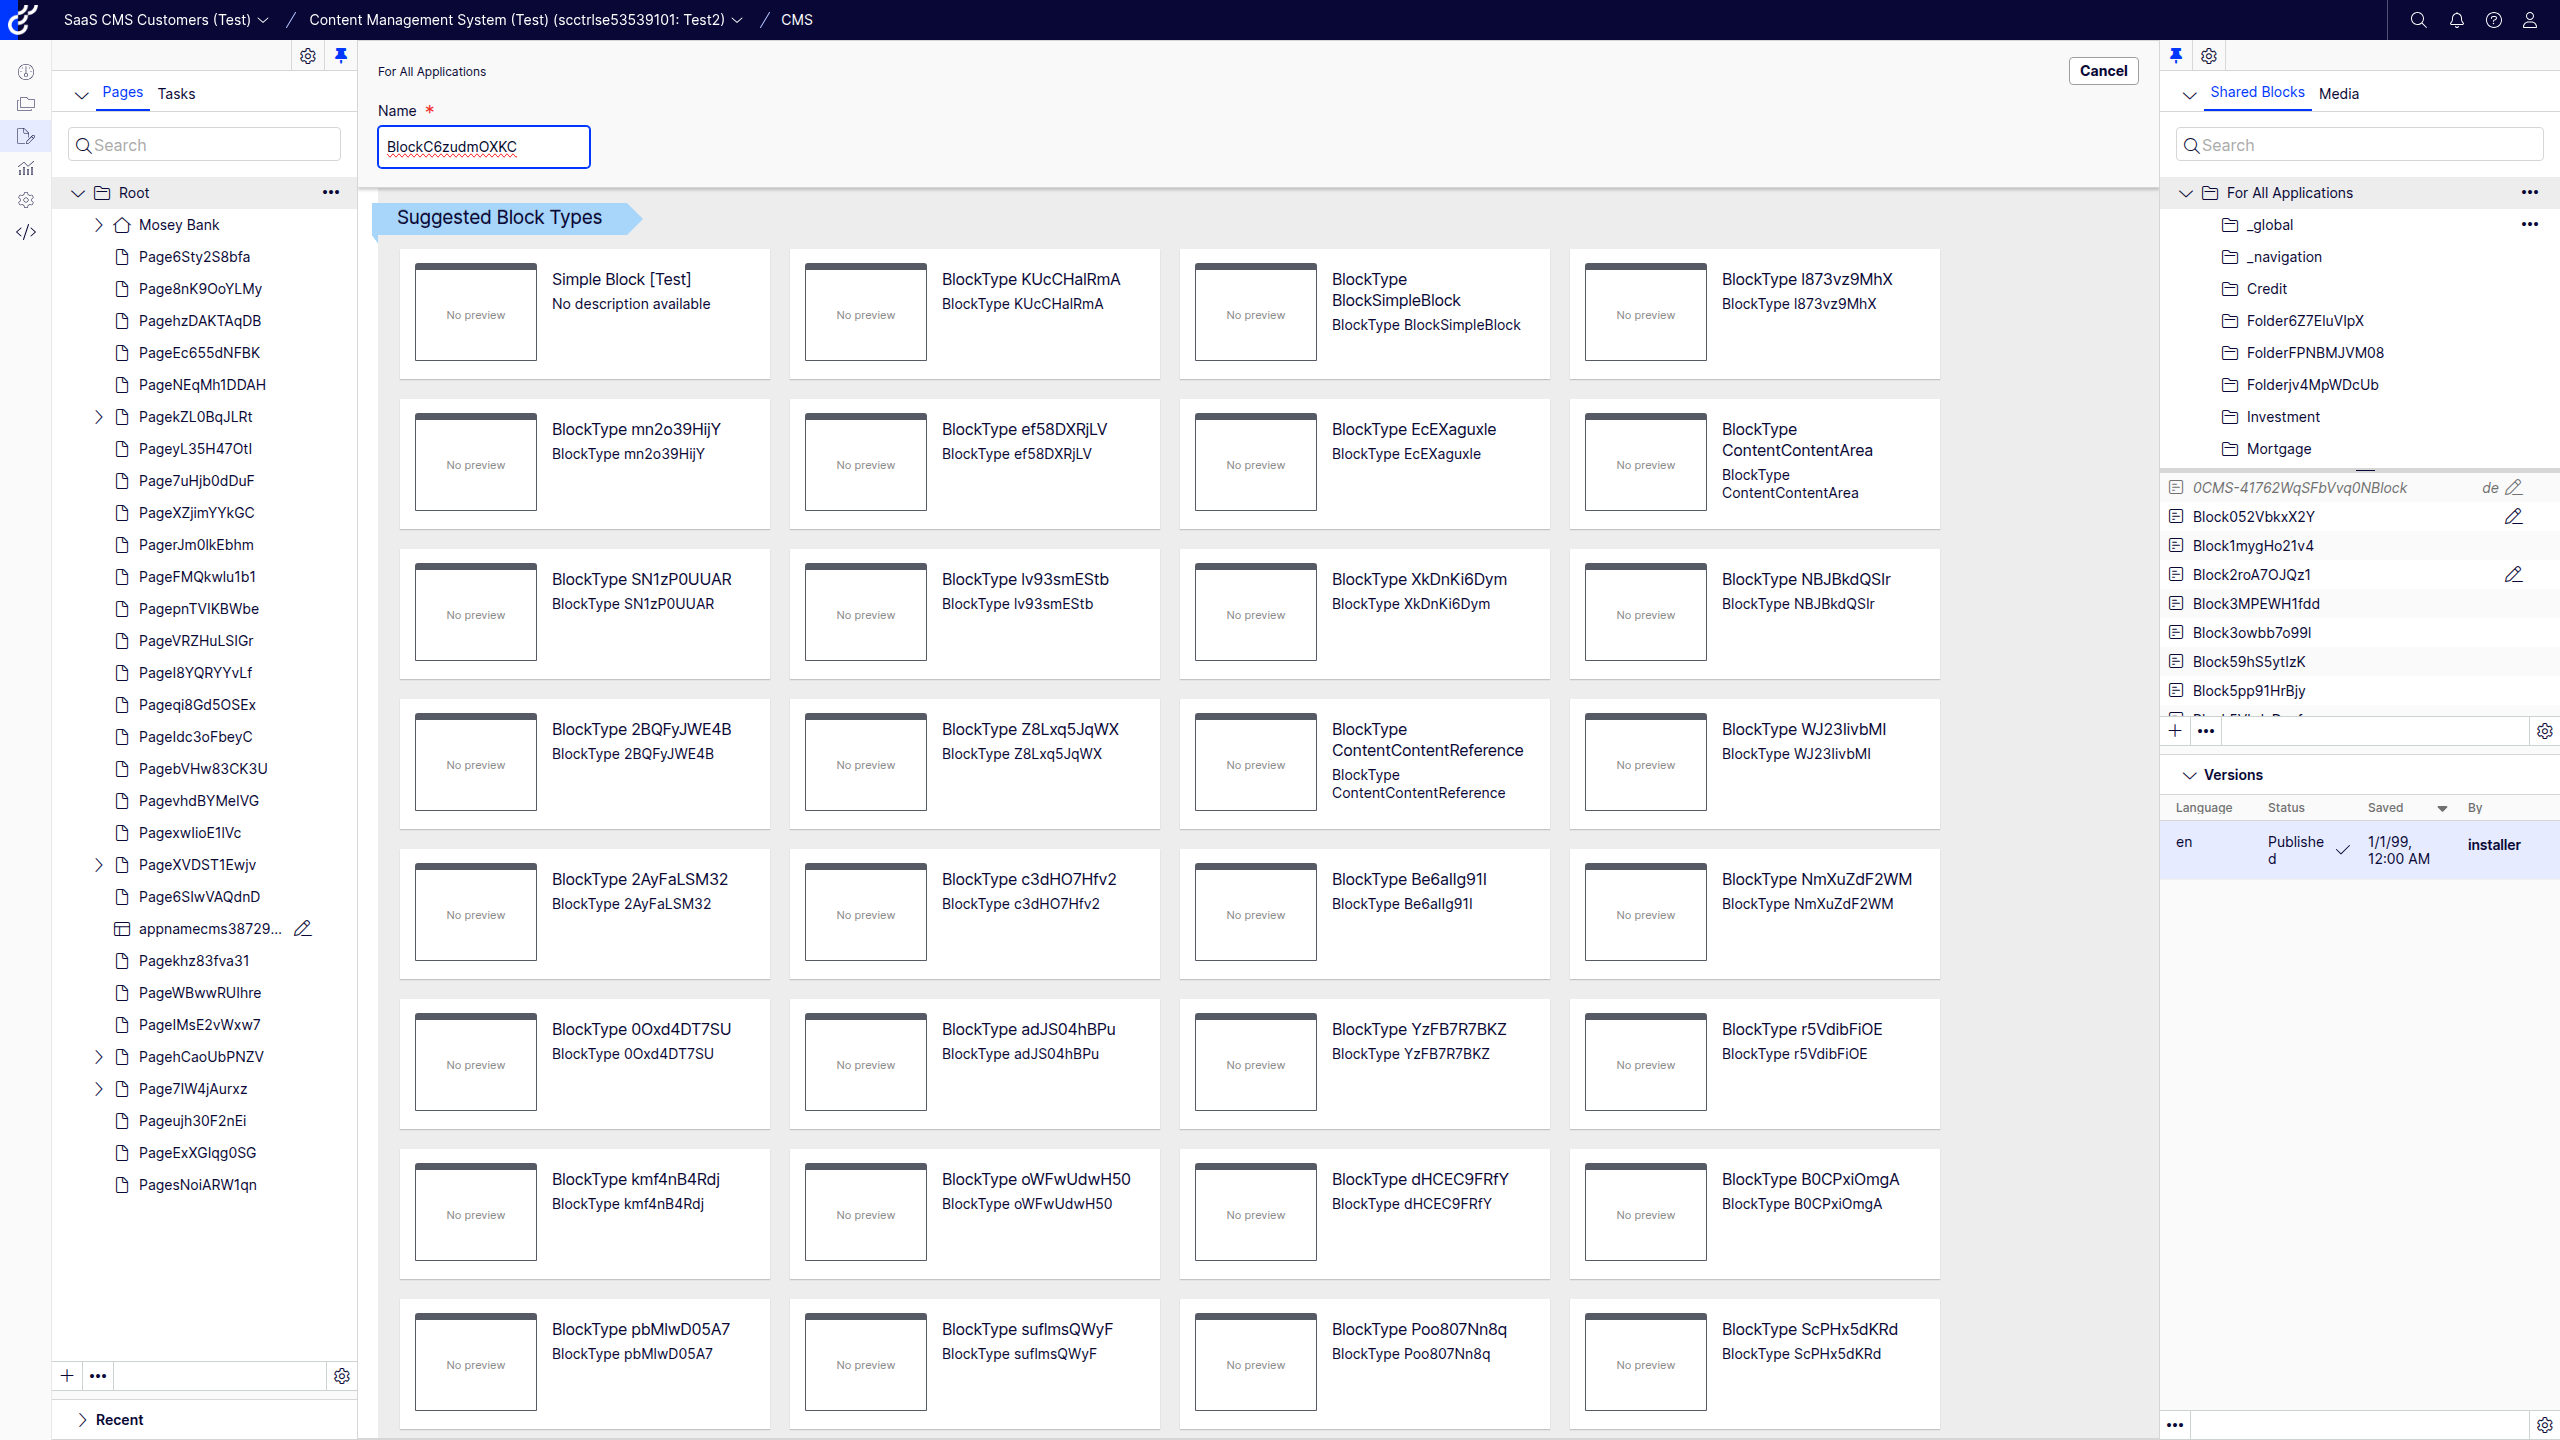 SaaS CMS Customers (Test) / Content Management System (Test) (scctrlse53539101: Test2) / CMS
Pages Tasks
Search
Root
Mosey Bank
Page6Sty2S8bfa
Page8nK9OoYLMy
PagehzDAKTAqDB
PageEc655dNFBK
PageNEqMh1DDAH
PagekZL0BqJLRt
PageyL35H47OtI
Page7uHjb0dDuF
PageXZjimYYkGC
PagerJm0lkEbhm
PageFMQkwlu1b1
PagepnTVIKBWbe
PageVRZHuLSIGr
PageI8YQRYYvLf
Pageqi8Gd5OSEx
PageIdc3oFbeyC
PagebVHw83CK3U
PagevhdBYMeIVG
PagexwIioE1IVc
PageXVDST1Ewjv
Page6SIwVAQdnD
appnamecms38729...
Pagekhz83fva31
PageWBwwRUIhre
PageIMsE2vWxw7
PagehCaoUbPNZV
Page7IW4jAurxz
Pageujh30F2nEi
PageExXGIqg0SG
PagesNoiARW1qn
Recent
For All Applications
Cancel
Name *
BlockC6zudmOXKC
Suggested Block Types
No preview
Simple Block [Test]
No description available
No preview
BlockType KUcCHalRmA
BlockType KUcCHalRmA
No preview
BlockType
BlockSimpleBlock
BlockType BlockSimpleBlock
No preview
BlockType I873vz9MhX
BlockType I873vz9MhX
No preview
BlockType mn2o39HijY
BlockType mn2o39HijY
No preview
BlockType ef58DXRjLV
BlockType ef58DXRjLV
No preview
BlockType EcEXaguxle
BlockType EcEXaguxle
No preview
BlockType
ContentContentArea
BlockType
ContentContentArea
No preview
BlockType SN1zP0UUAR
BlockType SN1zP0UUAR
No preview
BlockType lv93smEStb
BlockType lv93smEStb
No preview
BlockType XkDnKi6Dym
BlockType XkDnKi6Dym
No preview
BlockType NBJBkdQSIr
BlockType NBJBkdQSIr
No preview
BlockType 2BQFyJWE4B
BlockType 2BQFyJWE4B
No preview
BlockType Z8Lxq5JqWX
BlockType Z8Lxq5JqWX
No preview
BlockType
ContentContentReference
BlockType
ContentContentReference
No preview
BlockType WJ23IivbMI
BlockType WJ23IivbMI
No preview
BlockType 2AyFaLSM32
BlockType 2AyFaLSM32
No preview
BlockType c3dHO7Hfv2
BlockType c3dHO7Hfv2
No preview
BlockType Be6allg91I
BlockType Be6allg91I
No preview
BlockType NmXuZdF2WM
BlockType NmXuZdF2WM
No preview
BlockType 0Oxd4DT7SU
BlockType 0Oxd4DT7SU
No preview
BlockType adJS04hBPu
BlockType adJS04hBPu
No preview
BlockType YzFB7R7BKZ
BlockType YzFB7R7BKZ
No preview
BlockType r5VdibFiOE
BlockType r5VdibFiOE
No preview
BlockType kmf4nB4Rdj
BlockType kmf4nB4Rdj
No preview
BlockType oWFwUdwH50
BlockType oWFwUdwH50
No preview
BlockType dHCEC9FRfY
BlockType dHCEC9FRfY
No preview
BlockType B0CPxiOmgA
BlockType B0CPxiOmgA
No preview
BlockType pbMlwD05A7
BlockType pbMlwD05A7
No preview
BlockType suflmsQWyF
BlockType suflmsQWyF
No preview
BlockType Poo807Nn8q
BlockType Poo807Nn8q
No preview
BlockType ScPHx5dKRd
BlockType ScPHx5dKRd
Shared Blocks Media
Search
For All Applications
_global
_navigation
Credit
Folder6Z7EluVlpX
FolderFPNBMJVM08
Folderjv4MpWDcUb
Investment
Mortgage
0CMS-41762WqSFbVvq0NBlock de
Block052VbkxX2Y
Block1mygHo21v4
Block2roA7OJQz1
Block3MPEWH1fdd
Block3owbb7o99I
Block59hS5ytIzK
Block5pp91HrBjy
Versions
Language Status Saved By
en Publishe
d 1/1/99,
12:00 AM installer